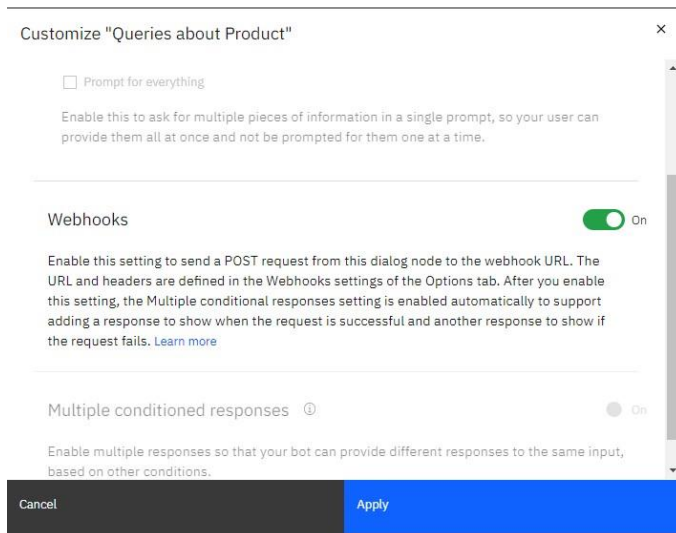 Customize "Queries about Product"
Prompt for everything
Enable this to ask for multiple pieces of information in a single prompt, so your user can
provide them all at once and not be prompted for them one at a time.
Webhooks
On
Enable this setting to send a POST request from this dialog node to the webhook URL. The
URL and headers are defined in the Webhooks settings of the Options tab. After you enable
this setting, the Multiple conditional responses setting is enabled automatically to support
adding a response to show when the request is successful and another response to show if
the request fails. Learn more
Multiple conditioned responses
On
Enable multiple responses so that your bot can provide different responses to the same input,
based on other conditions.
Cancel
Apply